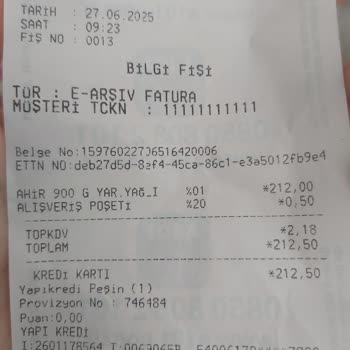 TARİH : 27.06.2025
SAAT : 09:23
FİŞ NO : 0013
BİLGİ FİŞİ
TÜR : E-ARŞİV FATURA
MÜŞTERİ TCKN : 11111111111
Belge No:15976022706516420006
ETTN NO:deb27d5d-82f4-45ca-86c1-e3a5012fb9e4
AHİR 900 G YAR.YAĞ.I %01 *212,00
ALIŞVERİŞ POŞETİ %20 *0,50
TOPKDV *2,18
TOPLAM *212,50
KREDİ KARTI *212,50
Yapıkredi Peşin (1)
Provizyon No : 746484
Puan:0,00
YAPI KREDİ